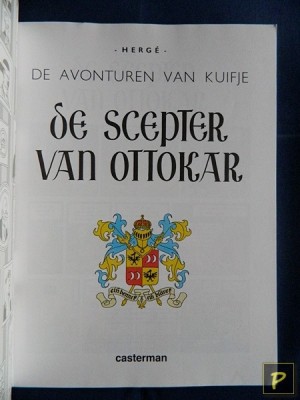 - HERGÉ -
DE AVONTUREN VAN KUIFJE
DE SCEPTER
VAN OTTOKAR
casterman
P